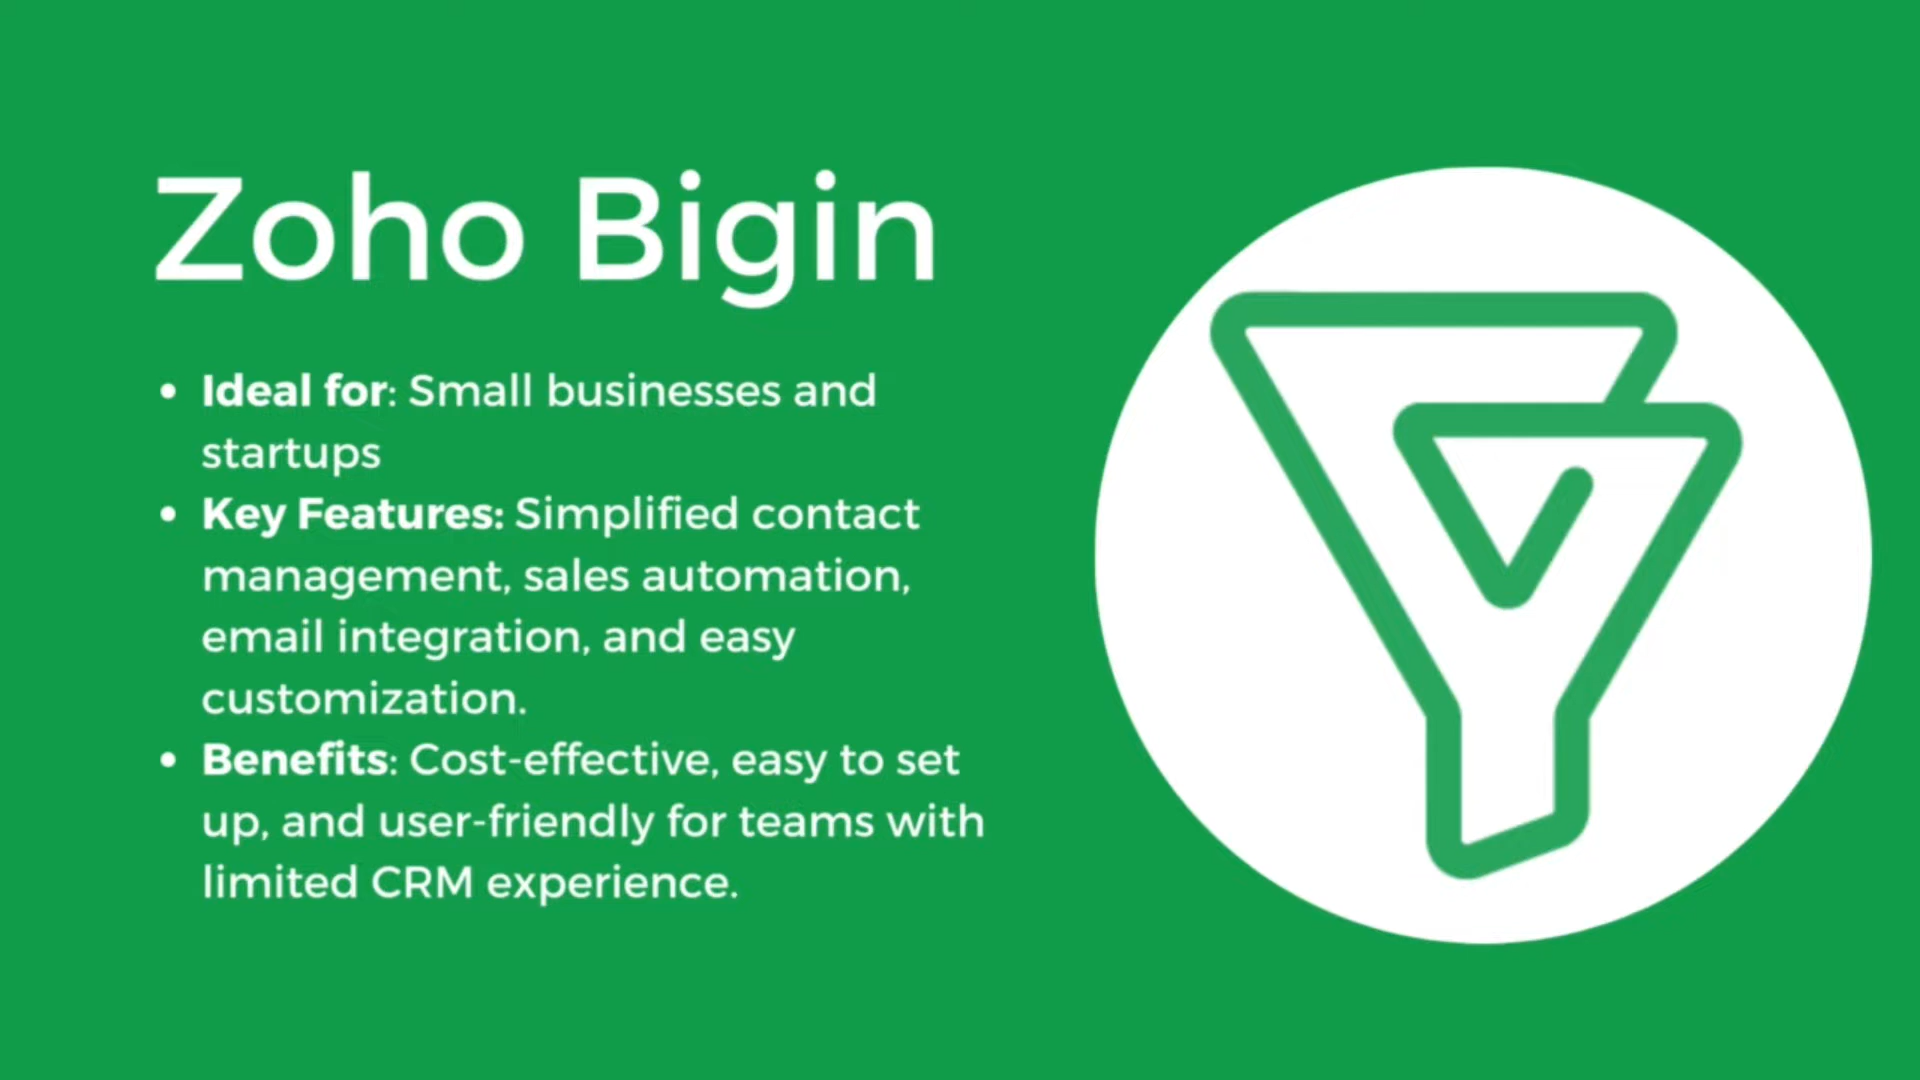 Zoho Bigin
• Ideal for: Small businesses and
startups
• Key Features: Simplified contact
management, sales automation,
email integration, and easy
customization.
• Benefits: Cost-effective, easy to set
up, and user-friendly for teams with
limited CRM experience.